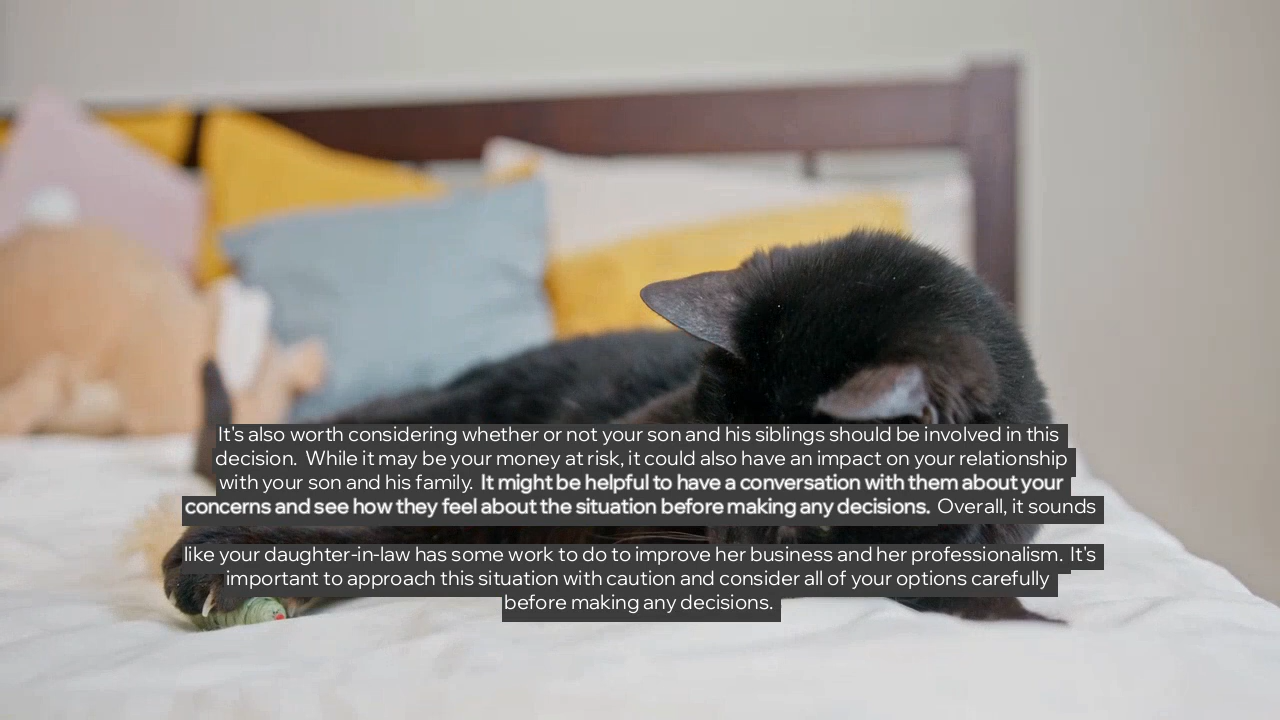 It's also worth considering whether or not your son and his siblings should be involved in this
decision. While it may be your money at risk, it could also have an impact on your relationship
with your son and his family. It might be helpful to have a conversation with them about your
concerns and see how they feel about the situation before making any decisions. Overall, it sounds
like your daughter-in-law has some work to do to improve her business and her professionalism. It's
important to approach this situation with caution and consider all of your options carefully
before making any decisions.